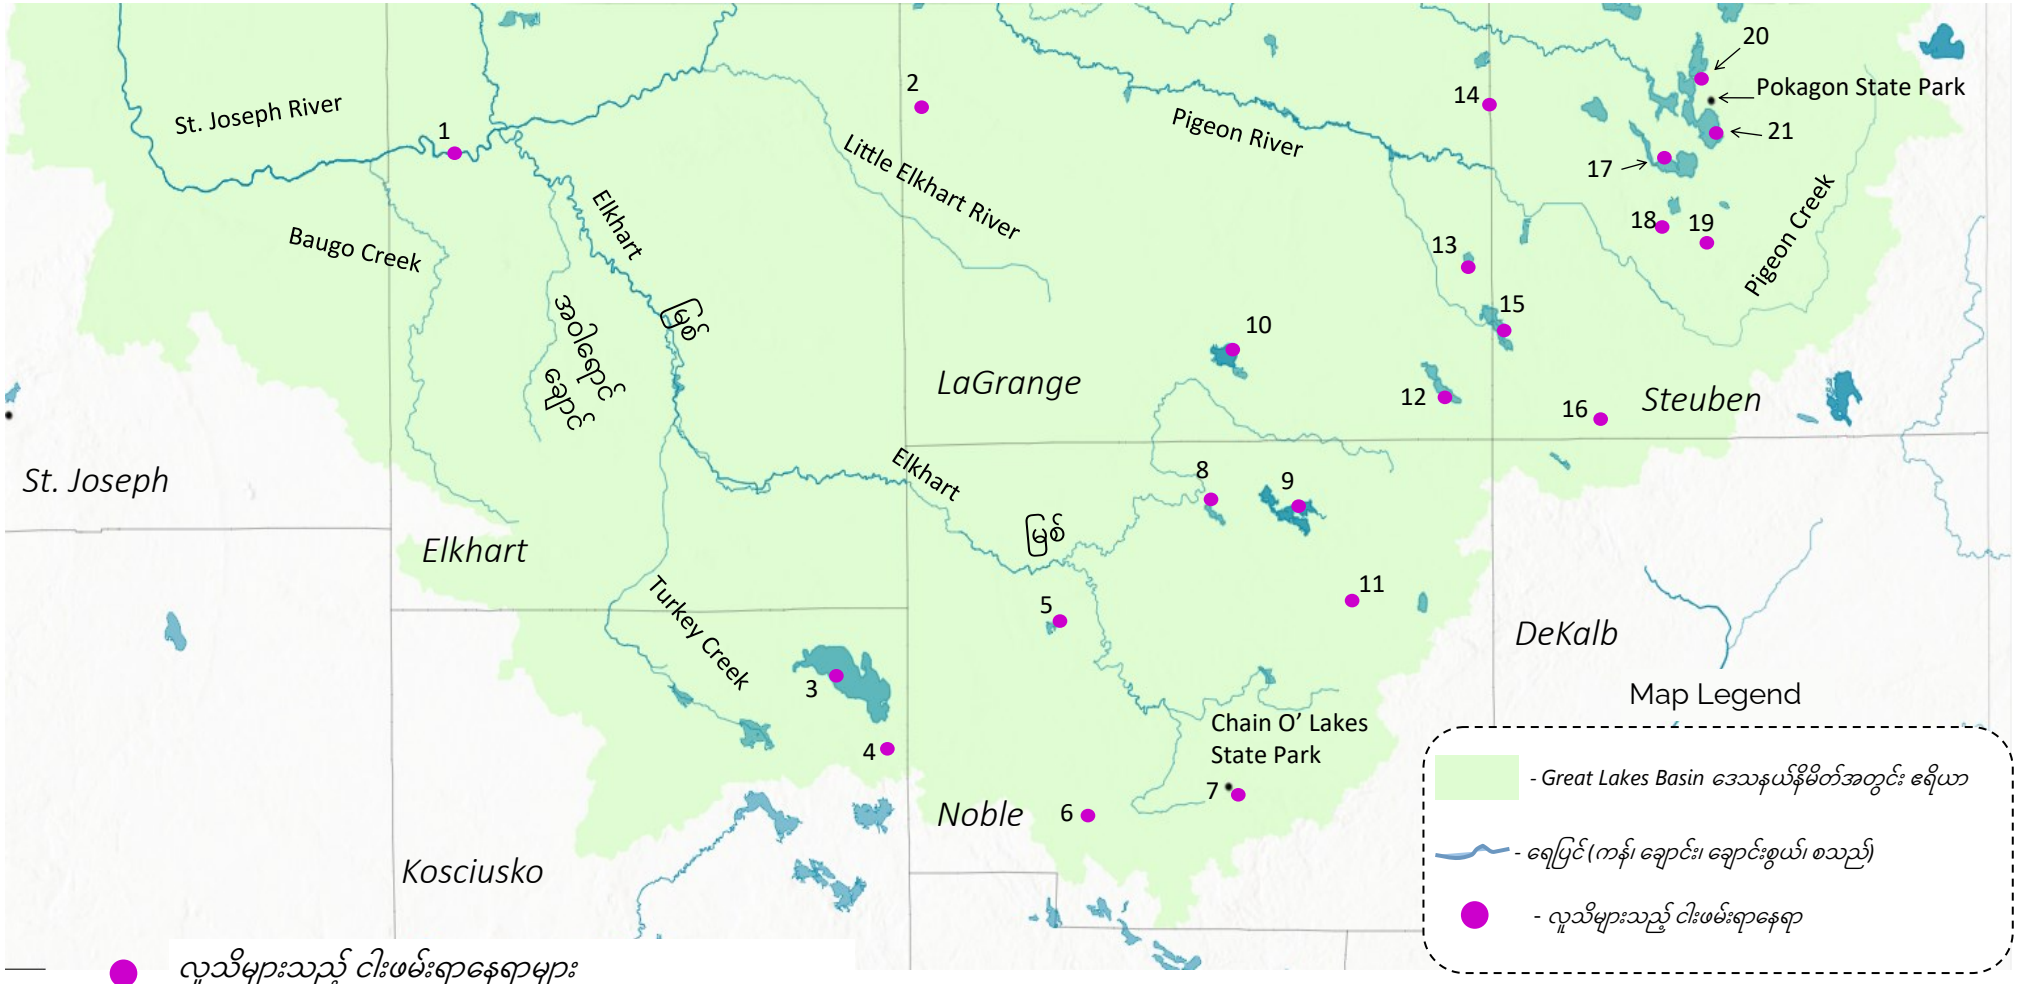 20
2
14
Pokagon State Park
St. Joseph River
1
Pigeon River
21
Little Elkhart River
17
Elkhart
မြစ်
Pigeon Creek
18
19
Baugo Creek
13
15
10
LaGrange
12
16
Steuben
ခေါင်
St. Joseph
Elkhart
8
9
မြစ်
Elkhart
Turkey Creek
5
11
DeKalb
3
Map Legend
4
Chain O’ Lakes
State Park
7
- Great Lakes Basin ဒေသနယ်နိမိတ်အတွင်း ဧရိယာ
Noble
6
- ရေပြင် (ကန်၊ ချောင်း၊ ချောင်းစွယ်၊ စသည်)
Kosciusko
- လူသိများသည့် ငါးဖမ်းရာနေရာ
လူသိများသည့် ငါးဖမ်းရာနေရာများ